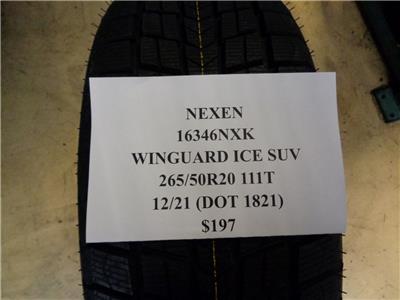 NEXEN
16346NXK
WINGUARD ICE SUV
265/50R20 111T
12/21 (DOT 1821)
$197